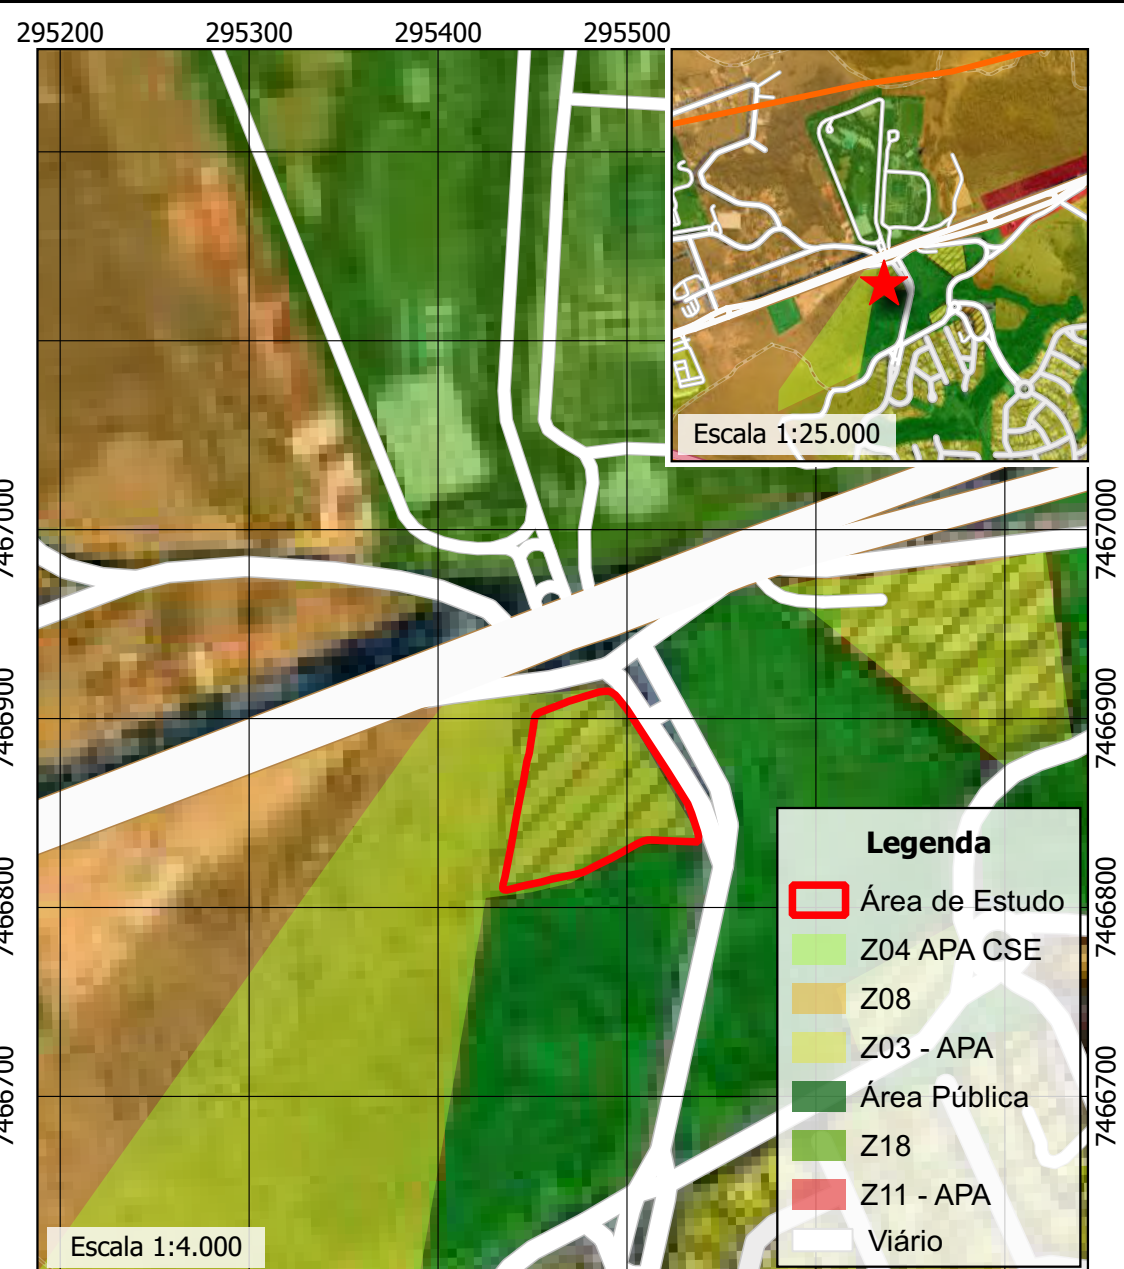 295200 295300 295400 295500
Escala 1:25.000
7467000 7467000
7466900 7466900
Legenda
Área de Estudo
Z04 APA CSE
Z08
Z03 - APA
Área Pública
Z18
Z11 - APA
Viário
7466800 7466800
7466700 7466700
Escala 1:4.000